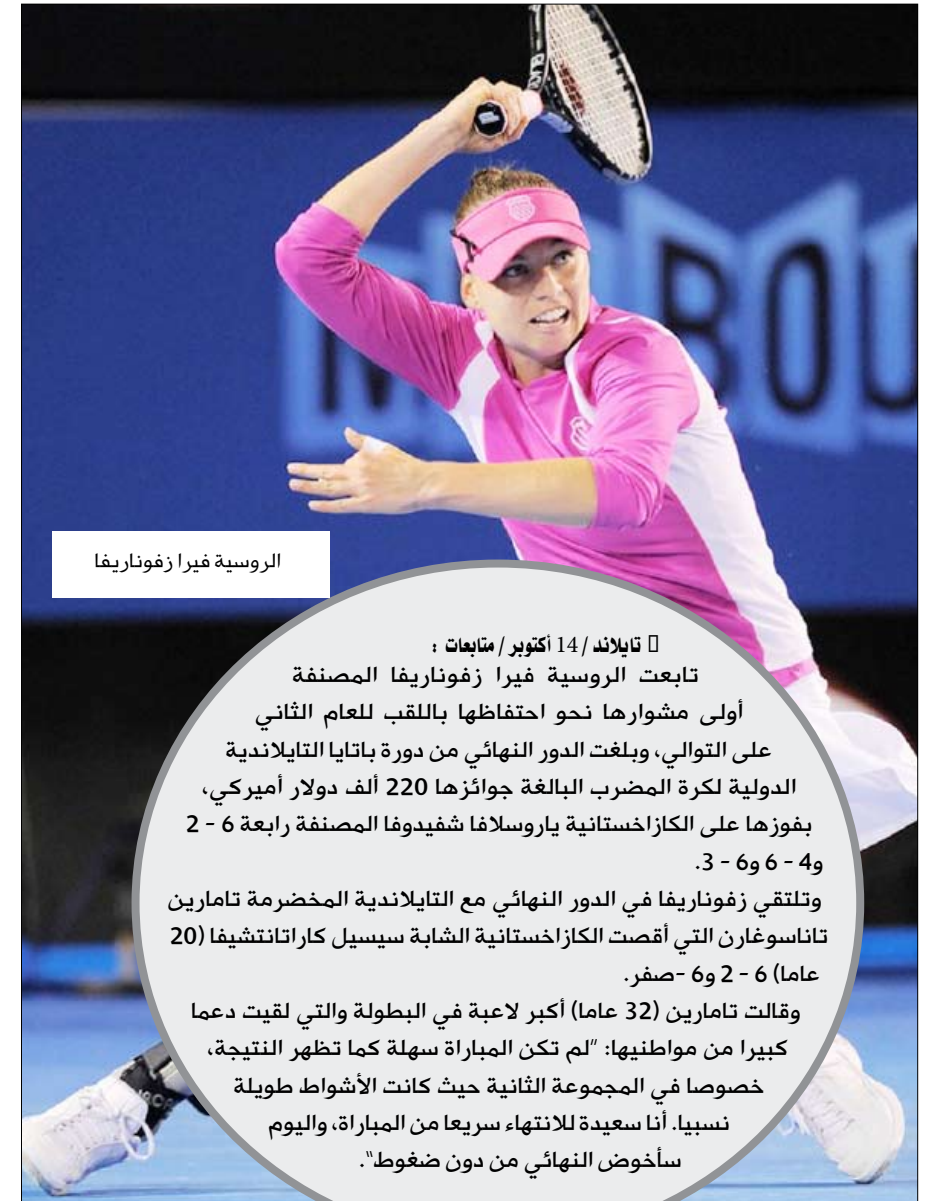 BLACK
BOU
الروسية فيرا زفوناريفا
تايلاند / 14 أكتوبر / متابعات :
تابعت الروسية فيرا زفوناريفا المصنفة
أولى مشوارها نحو احتفاظها باللقب للعام الثاني
على التوالي، وبلغت الدور النهائي من دورة باتايا التايلاندية
الدولية لكرة المضرب البالغة جوائزها 220 ألف دولار أميركي،
بفوزها على الكازاخستانية ياروسلافا شفيدوفا المصنفة رابعة 6 - 2
و4 - 6 و6 - 3.
وتلتقي زفوناريفا في الدور النهائي مع التايلاندية المخضرمة تامارين
تاناسوغارن التي أقصت الكازاخستانية الشابة سيسيل كاراتانتشيفا (20
عاما) 6 - 2 و6 -صفر.
وقالت تامارين (32 عاما) أكبر لاعبة في البطولة والتي لقيت دعما
كبيرا من مواطنيها: "لم تكن المباراة سهلة كما تظهر النتيجة،
خصوصا في المجموعة الثانية حيث كانت الأشواط طويلة
نسبيا. أنا سعيدة للانتهاء سريعا من المباراة، واليوم
سأخوض النهائي من دون ضغوط".